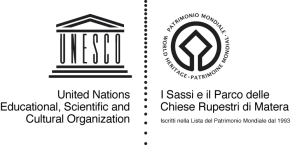 UNESCO
United Nations
Educational, Scientific and
Cultural Organization
PATRIMONIO MONDIALE
WORLD HERITAGE
PATRIMOINE MONDIAL
I Sassi e il Parco delle
Chiese Rupestri di Matera
Iscritti nella Lista del Patrimonio Mondiale dal 1993